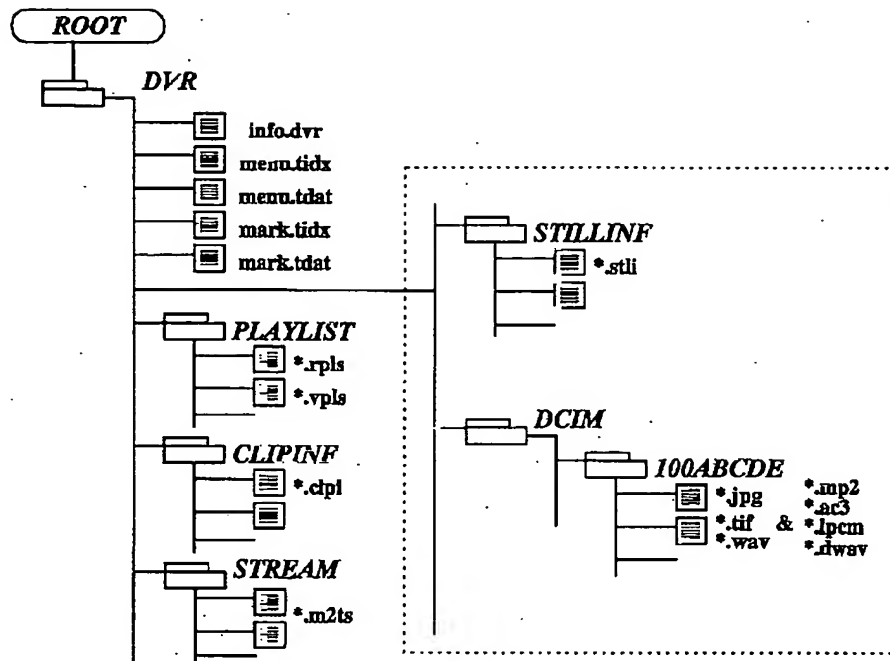 ROOT
DVR
info.dvr
menu.tidx
menu.tdat
mark.tidx
mark.tdat
PLAYLIST
*.rpls
*.vpls
CLIPINF
*.clpi
STREAM
*.m2ts
STILLINF
*.stli
DCIM
100ABCDE
*.jpg
*.tif &
*.wav
*.mp2
*.ac3
*.lpcm
*.dwav